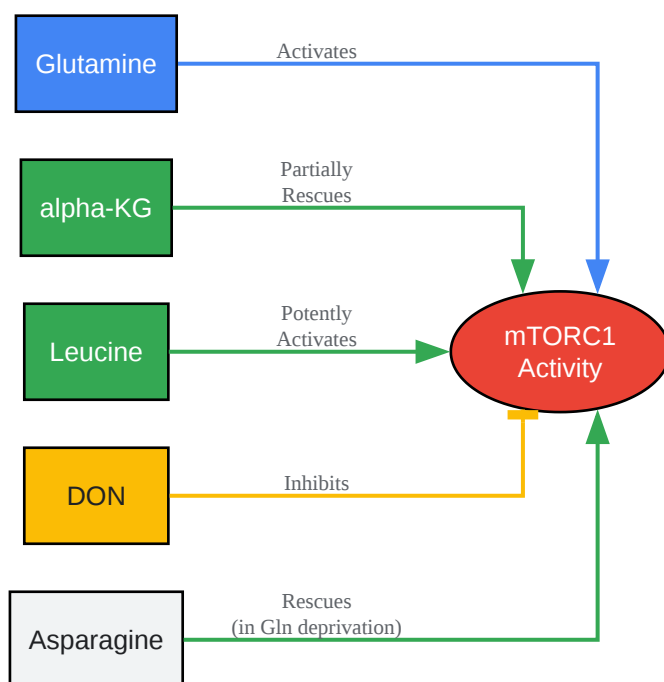 Glutamine
Activates
alpha-KG
Partially
Rescues
Leucine
Potently
Activates
mTORC1
Activity
DON
Inhibits
Asparagine
Rescues
(in Gln deprivation)